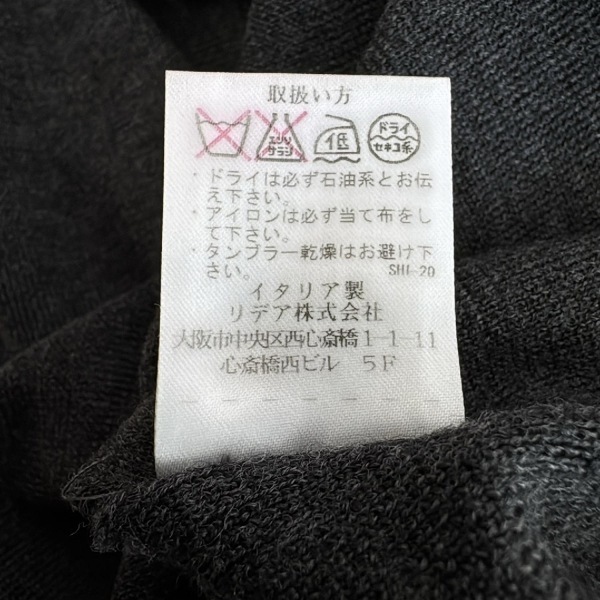 取扱い方
エンソ
サラシ
低
ドライ
セキユ系
・ドライは必ず石油系とお伝
え下さい。
・アイロンは必ず当て布をし
て下さい。
・タンブラー乾燥はお避け下
さい。 SHI-20
イタリア製
リデア株式会社
大阪市中央区西心斎橋1-1-11
心斎橋西ビル 5F